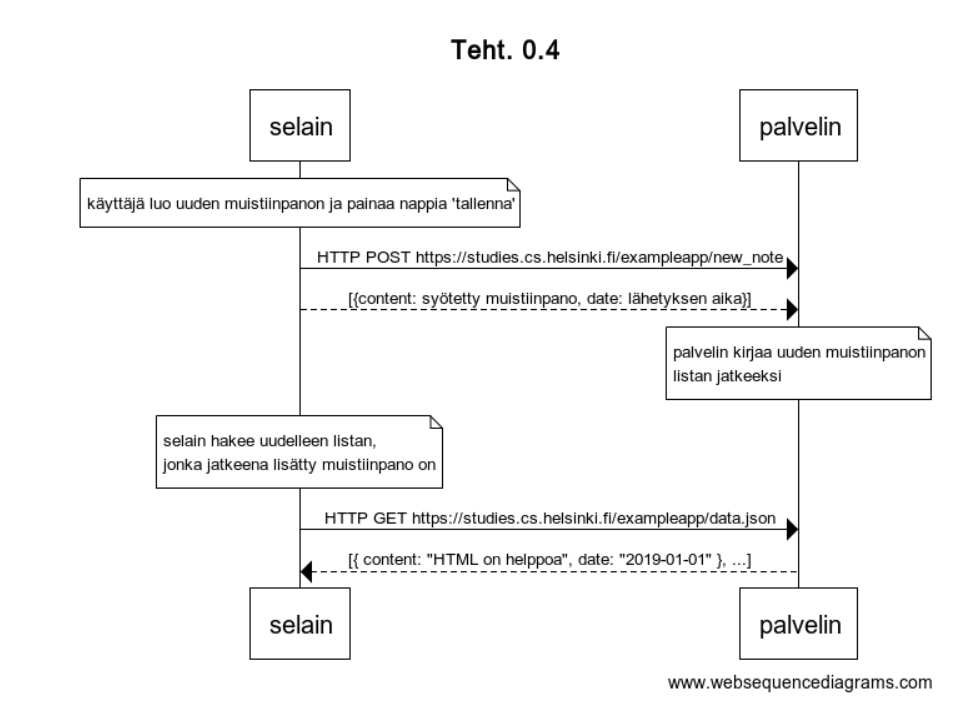 Teht. 0.4
selain
palvelin
käyttäjä luo uuden muistiinpanon ja painaa nappia 'tallenna'
HTTP POST https://studies.cs.helsinki.fi/exampleapp/new_note
[{content: syötetty muistiinpano, date: lähetyksen aika}]
palvelin kirjaa uuden muistiinpanon
listan jatkeeksi
selain hakee uudelleen listan,
jonka jatkeena lisätty muistiinpano on
HTTP GET https://studies.cs.helsinki.fi/exampleapp/data.json
[{ content: "HTML on helppoa", date: "2019-01-01" }, ...]
selain
palvelin
www.websequencediagrams.com